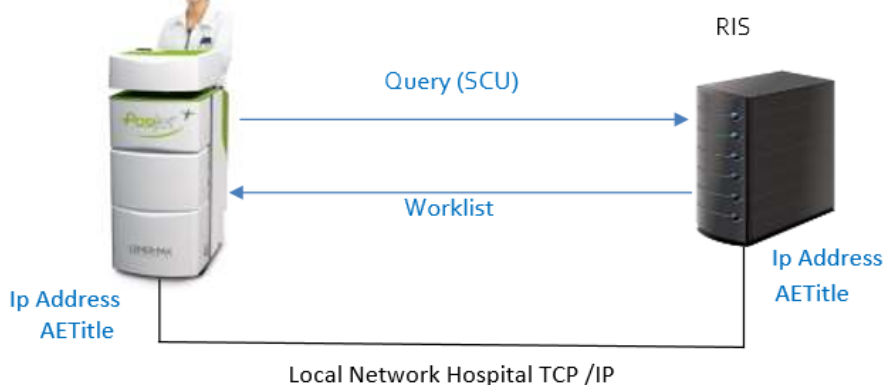 RIS
Query (SCU)
Worklist
Ip Address
AETitle
Ip Address
AETitle
Local Network Hospital TCP /IP